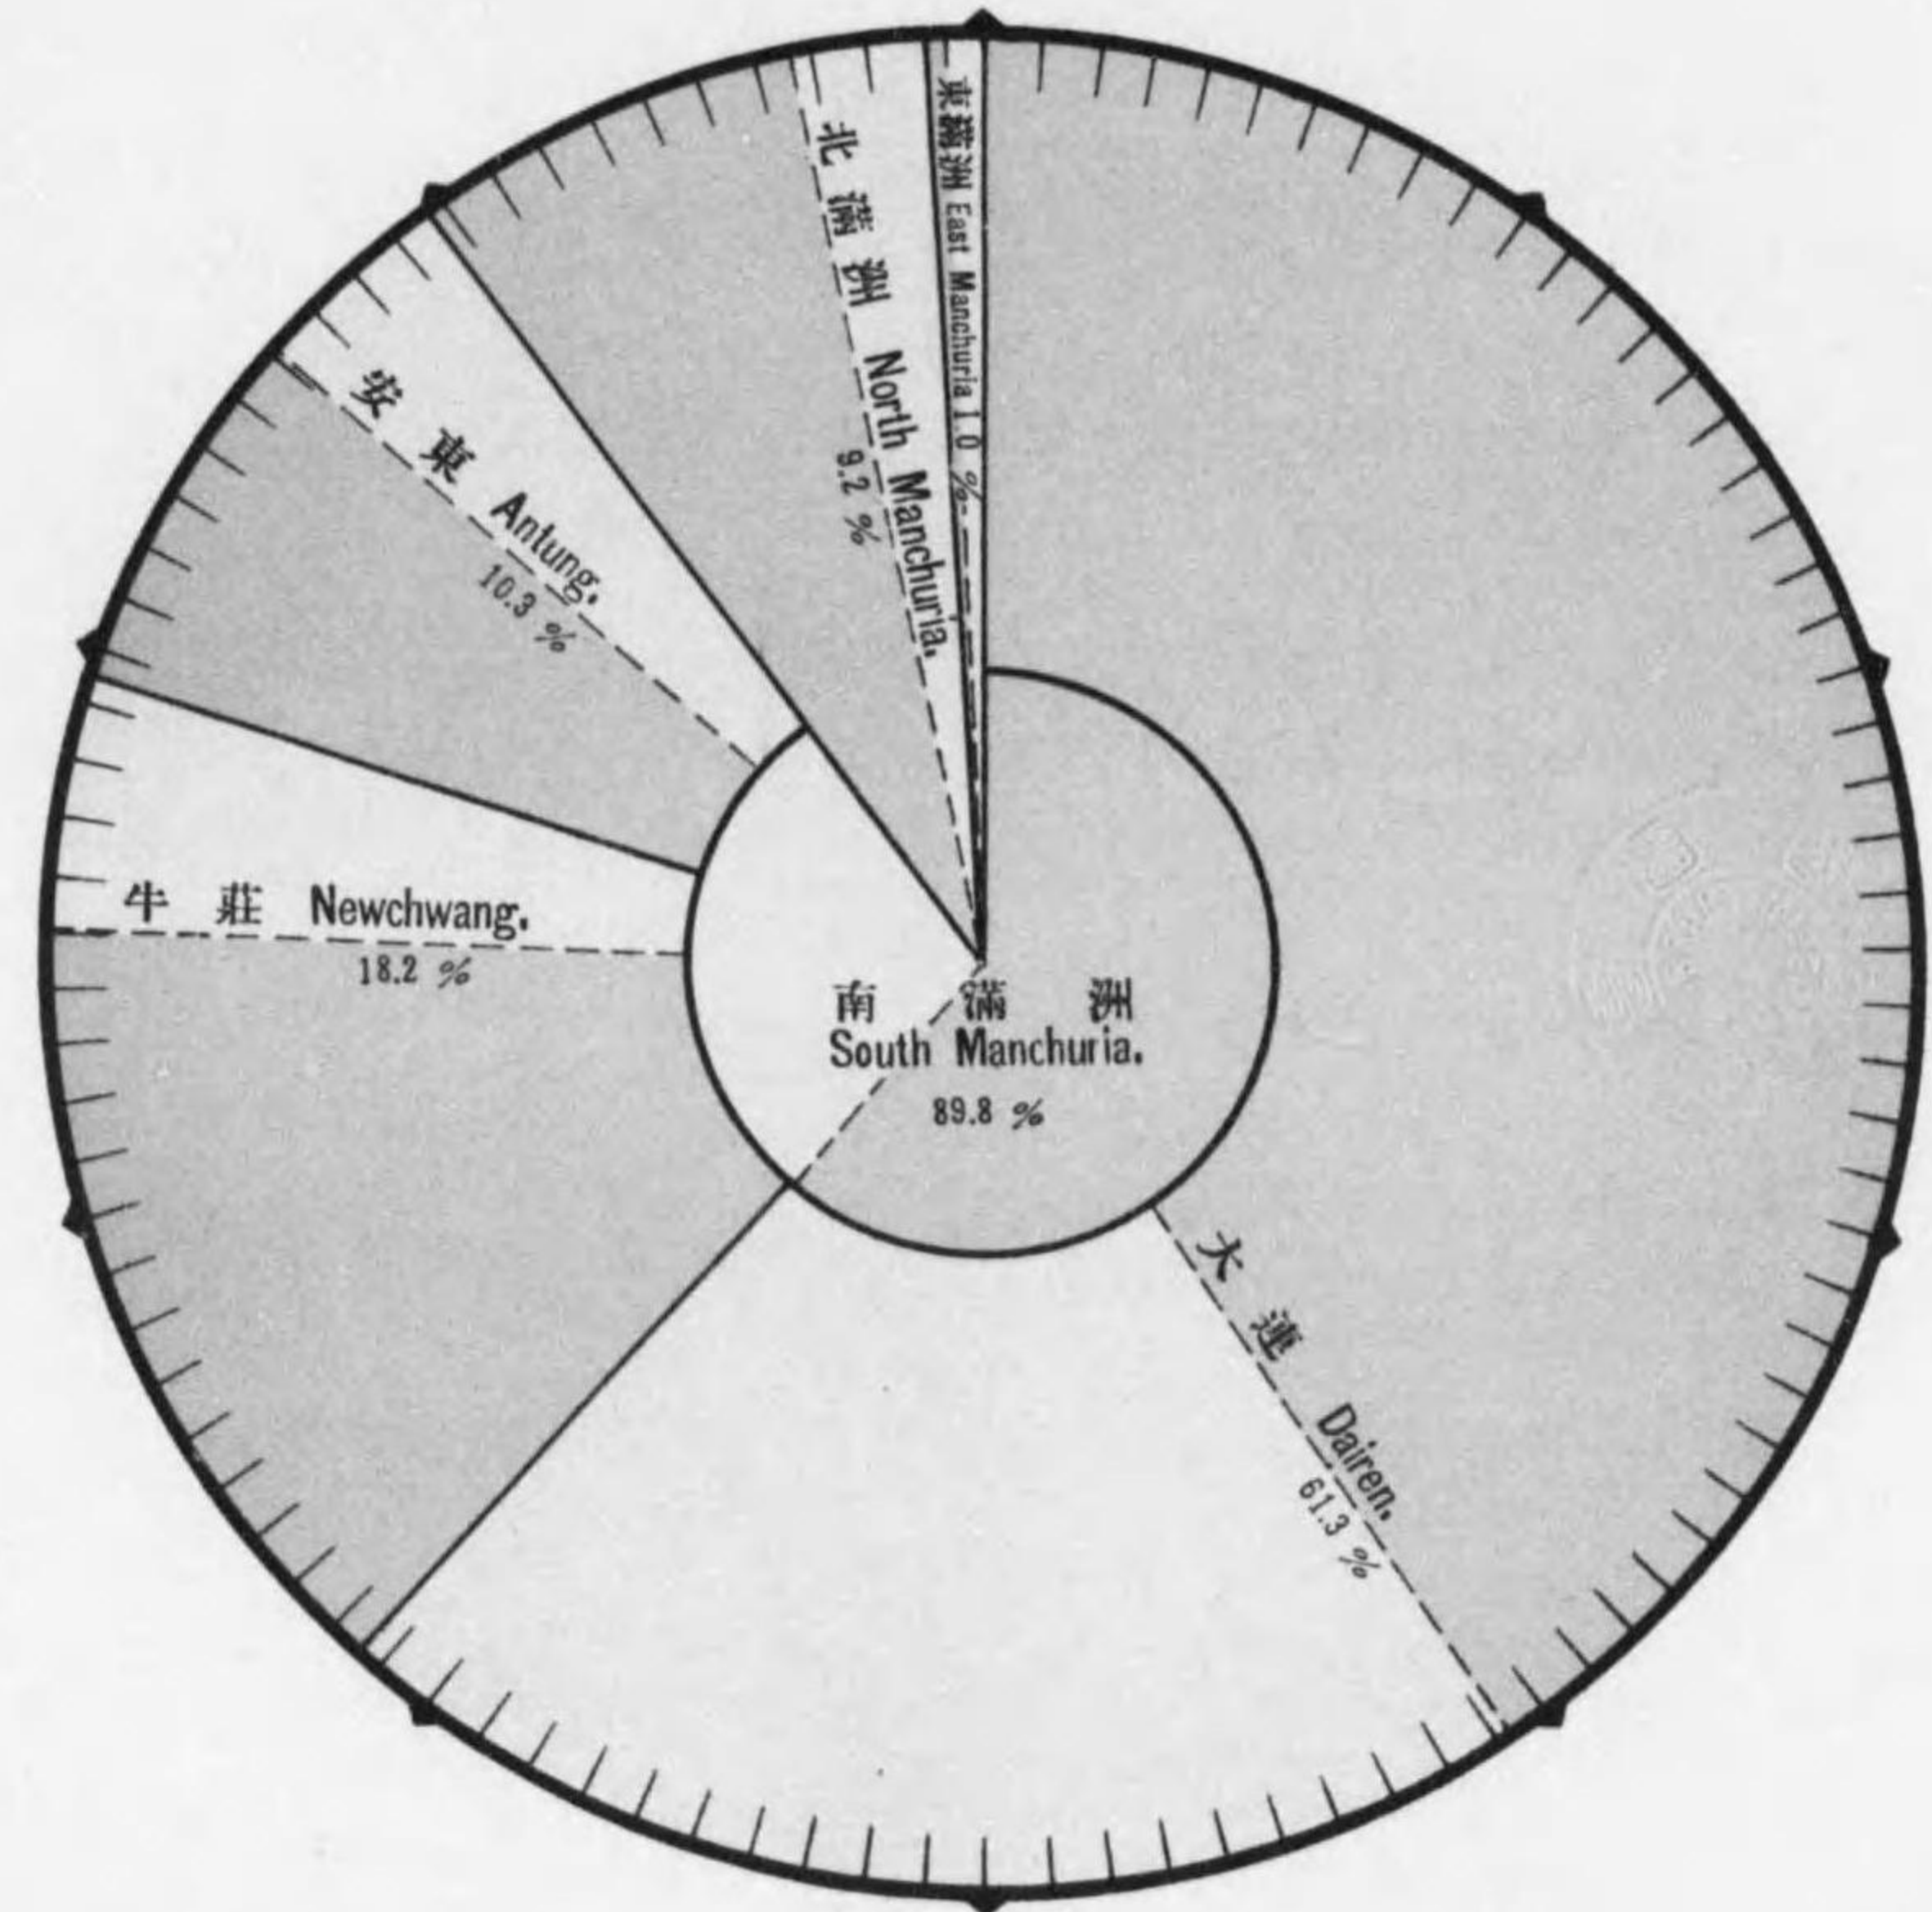 東滿洲 East Manchuria 1.0 %
北滿洲 North Manchuria.
9.2 %
安東 Antung.
10.3 %
牛莊 Newchwang.
18.2 %
南滿洲
South Manchuria.
89.8 %
大連 Dairen.
61.3 %